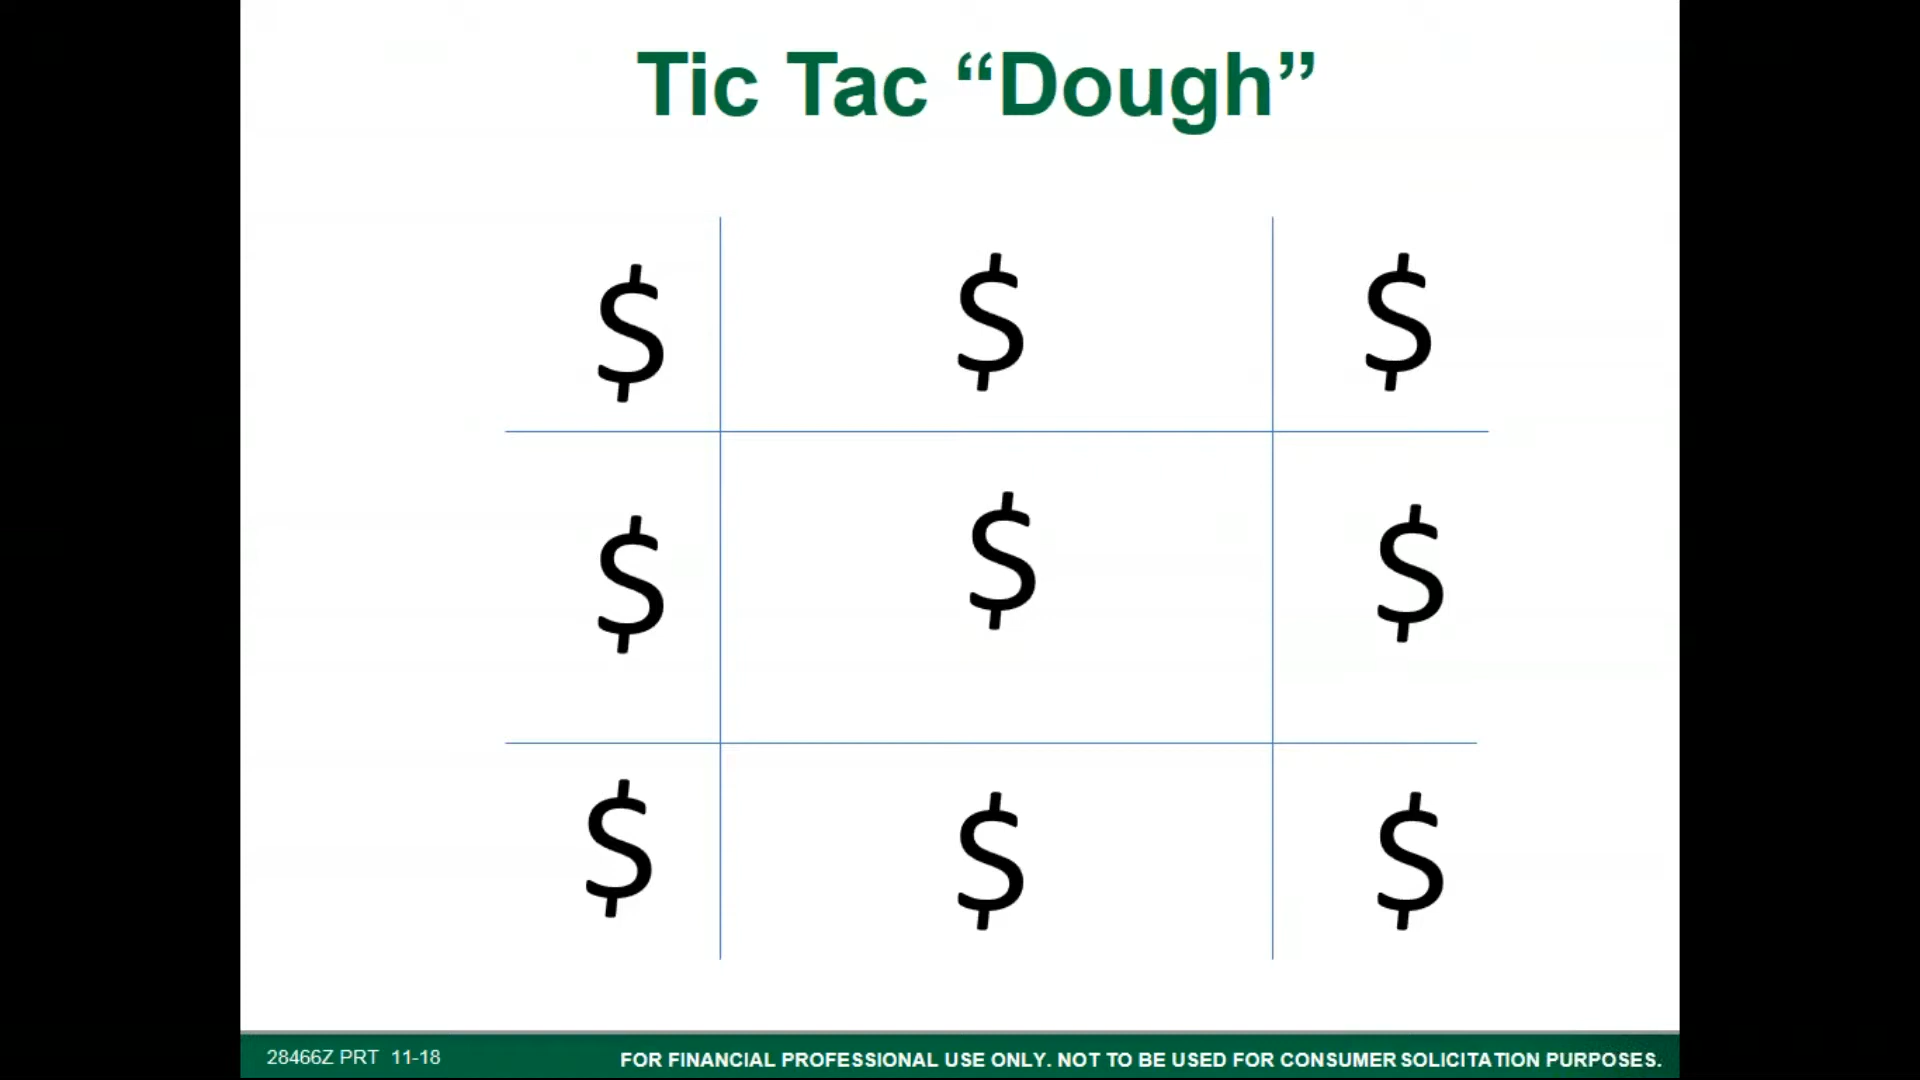 Tic Tac “Dough”
$ $ $
$ $ $
$ $ $
28466Z PRT 11-18 FOR FINANCIAL PROFESSIONAL USE ONLY. NOT TO BE USED FOR CONSUMER SOLICITATION PURPOSES.